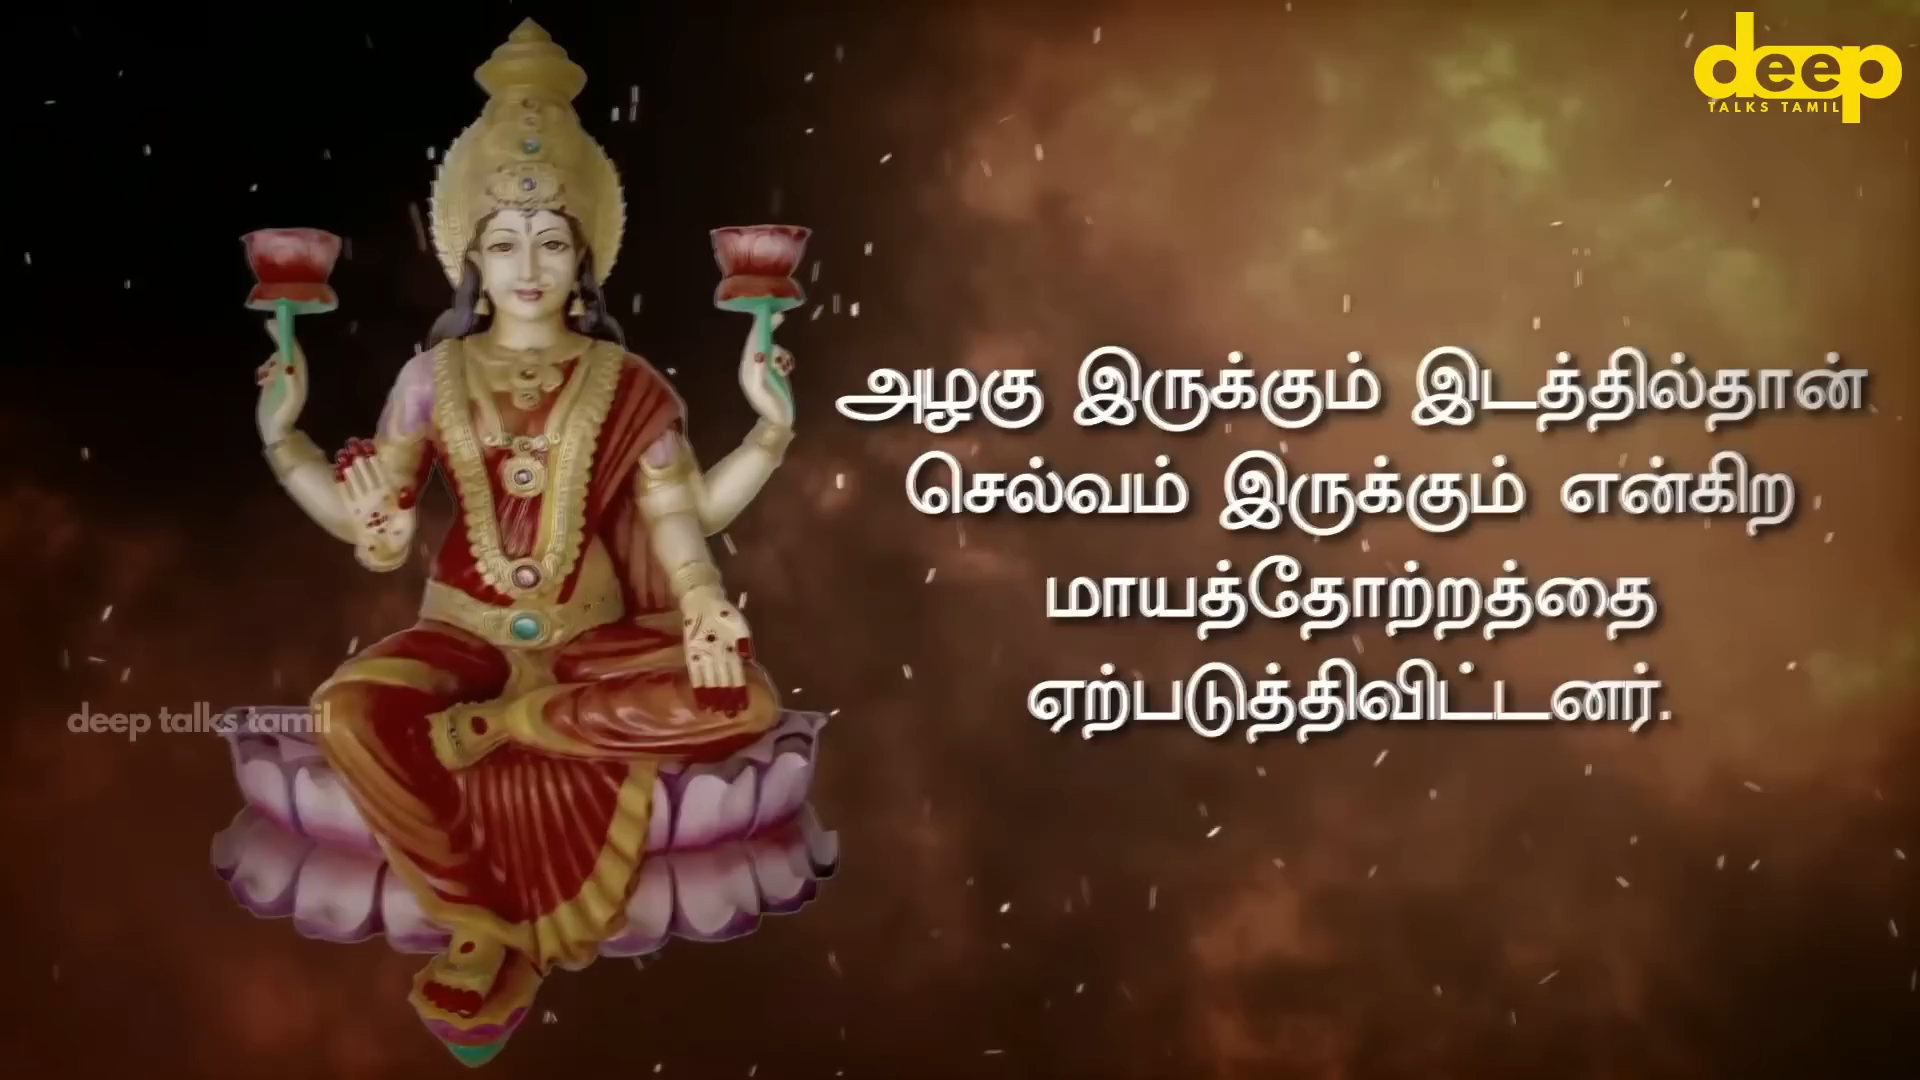 deep
TALKS TAMIL
அழகு இருக்கும் இடத்தில்தான்
செல்வம் இருக்கும் என்கிற
மாயத்தோற்றத்தை
ஏற்படுத்திவிட்டனர்.
deep talks tamil